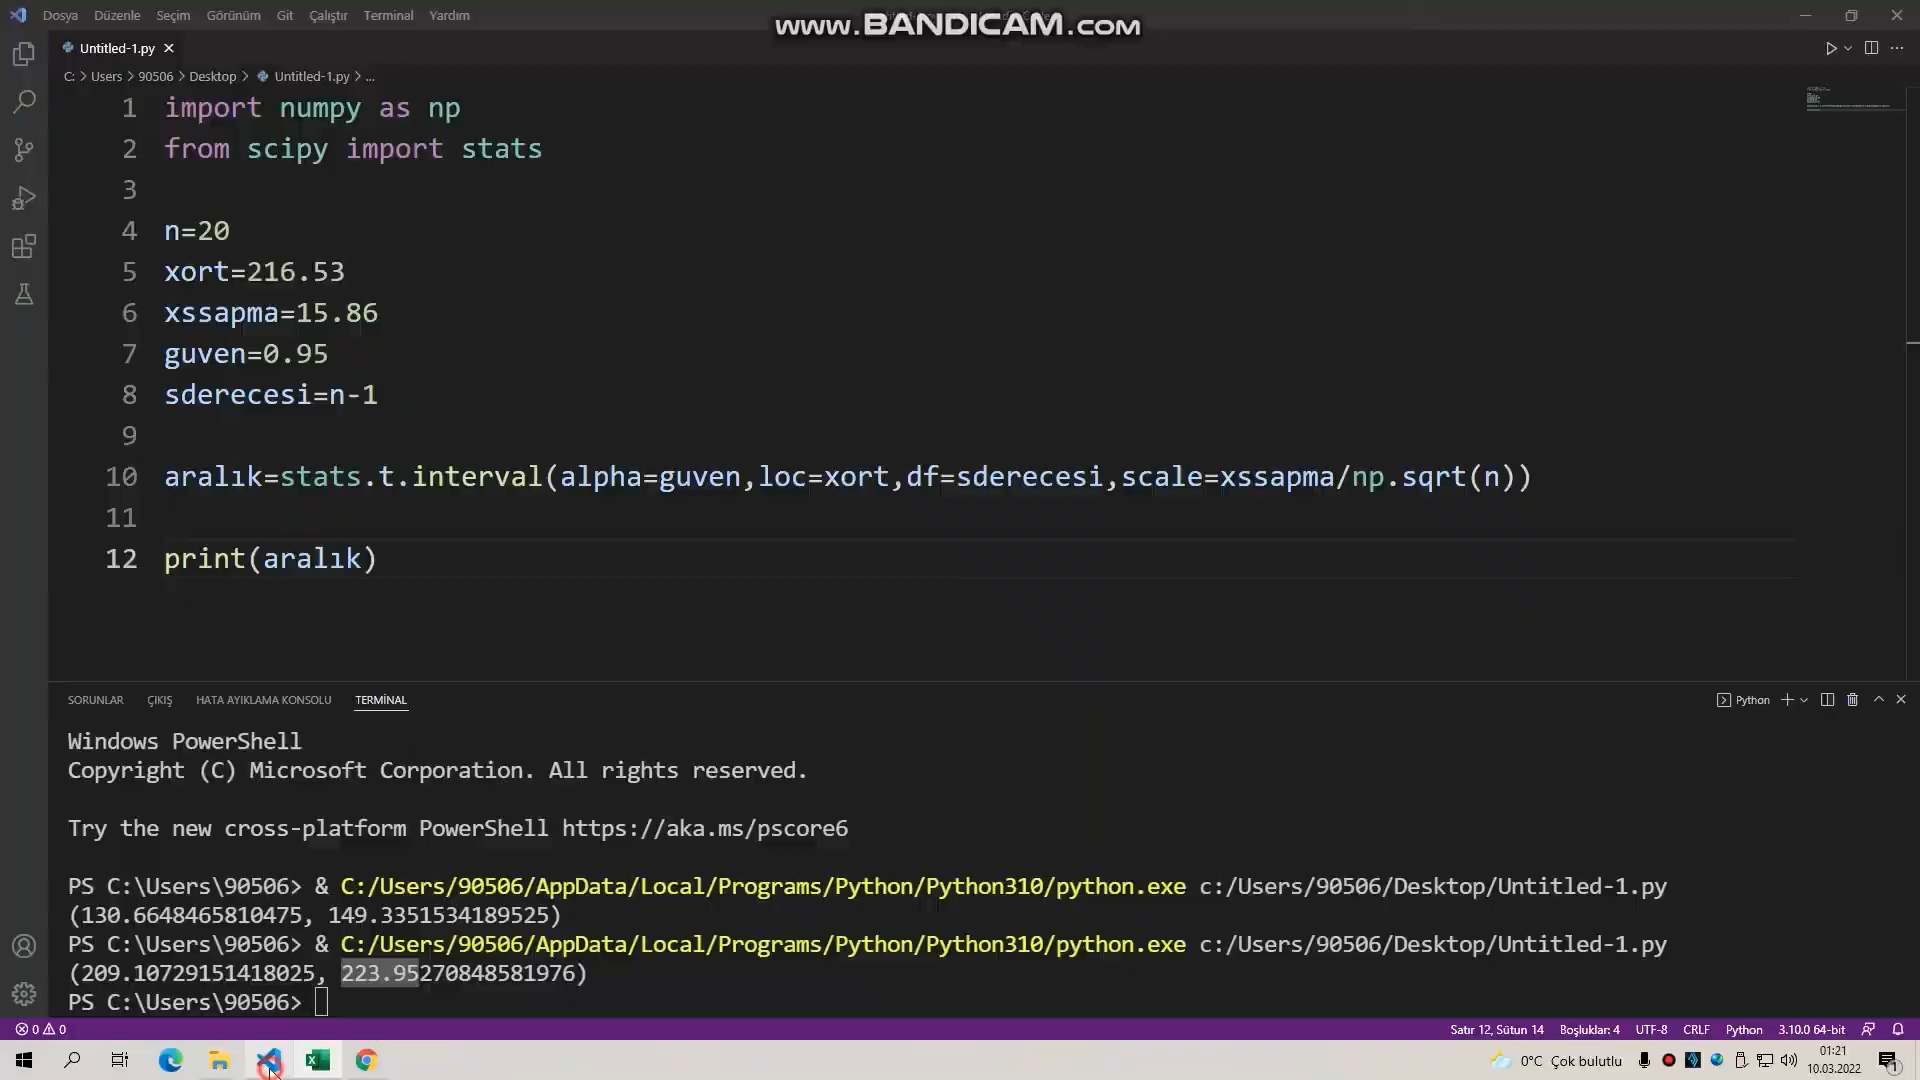 Dosya Düzenle Seçim Görünüm Git Çalıştır Terminal Yardım
www.BANDICAM.com
Untitled-1.py
C: > Users > 90506 > Desktop > Untitled-1.py > ...
1 import numpy as np
2 from scipy import stats
3
4 n=20
5 xort=216.53
6 xssapma=15.86
7 guven=0.95
8 sderecesi=n-1
9
10 aralık=stats.t.interval(alpha=guven,loc=xort,df=sderecesi,scale=xssapma/np.sqrt(n))
11
12 print(aralık)
SORUNLAR ÇIKIŞ HATA AYIKLAMA KONSOLU TERMİNAL Python
Windows PowerShell
Copyright (C) Microsoft Corporation. All rights reserved.
Try the new cross-platform PowerShell https://aka.ms/pscore6
PS C:\Users\90506> & C:/Users/90506/AppData/Local/Programs/Python/Python310/python.exe c:/Users/90506/Desktop/Untitled-1.py
(130.6648465810475, 149.3351534189525)
PS C:\Users\90506> & C:/Users/90506/AppData/Local/Programs/Python/Python310/python.exe c:/Users/90506/Desktop/Untitled-1.py
(209.10729151418025, 223.95270848581976)
PS C:\Users\90506>
0 0 Satır 12, Sütun 14 Boşluklar: 4 UTF-8 CRLF Python 3.10.0 64-bit
0°C Çok bulutlu 01:21
10.03.2022 1